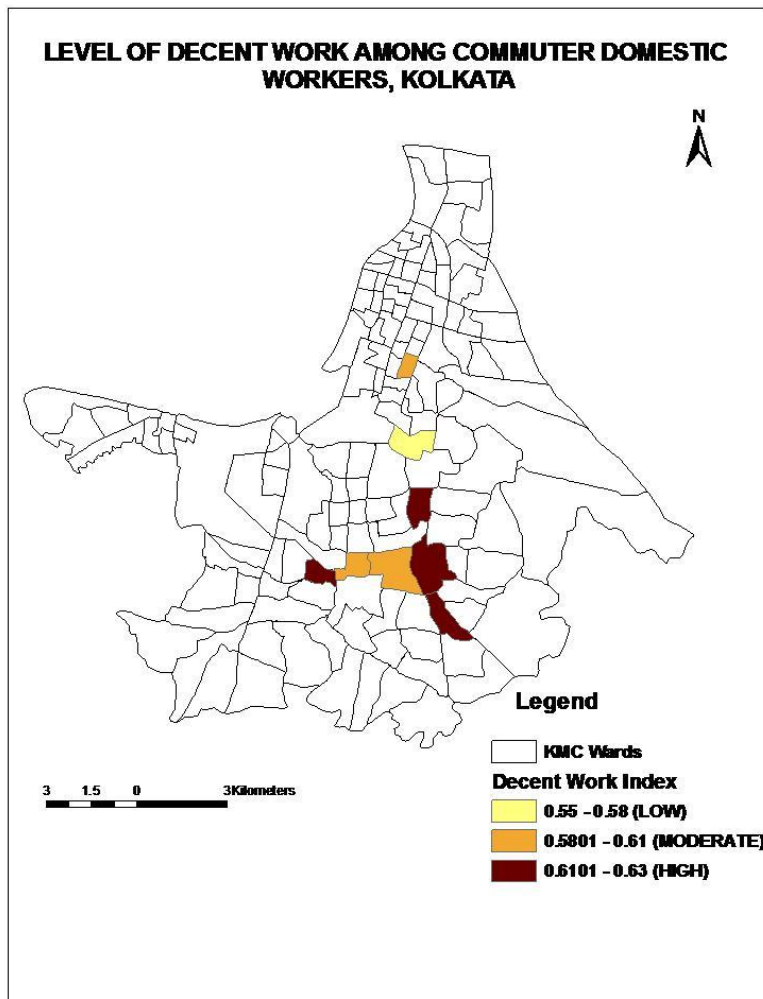 LEVEL OF DECENT WORK AMONG COMMUTER DOMESTIC
WORKERS, KOLKATA
N
Legend
KMC Wards
Decent Work Index
3 1.5 0 3Kilometers
0.55 - 0.58 (LOW)
0.5801 - 0.61 (MODERATE)
0.6101 - 0.63 (HIGH)